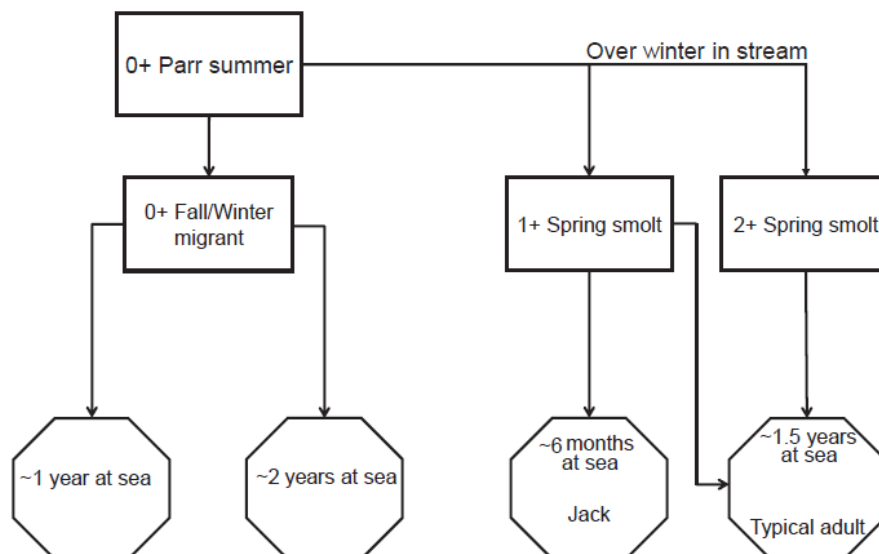 0+ Parr summer
Over winter in stream
0+ Fall/Winter
migrant
1+ Spring smolt
2+ Spring smolt
~1 year at sea
~2 years at sea
~6 months
at sea
Jack
~1.5 years
at sea
Typical adult